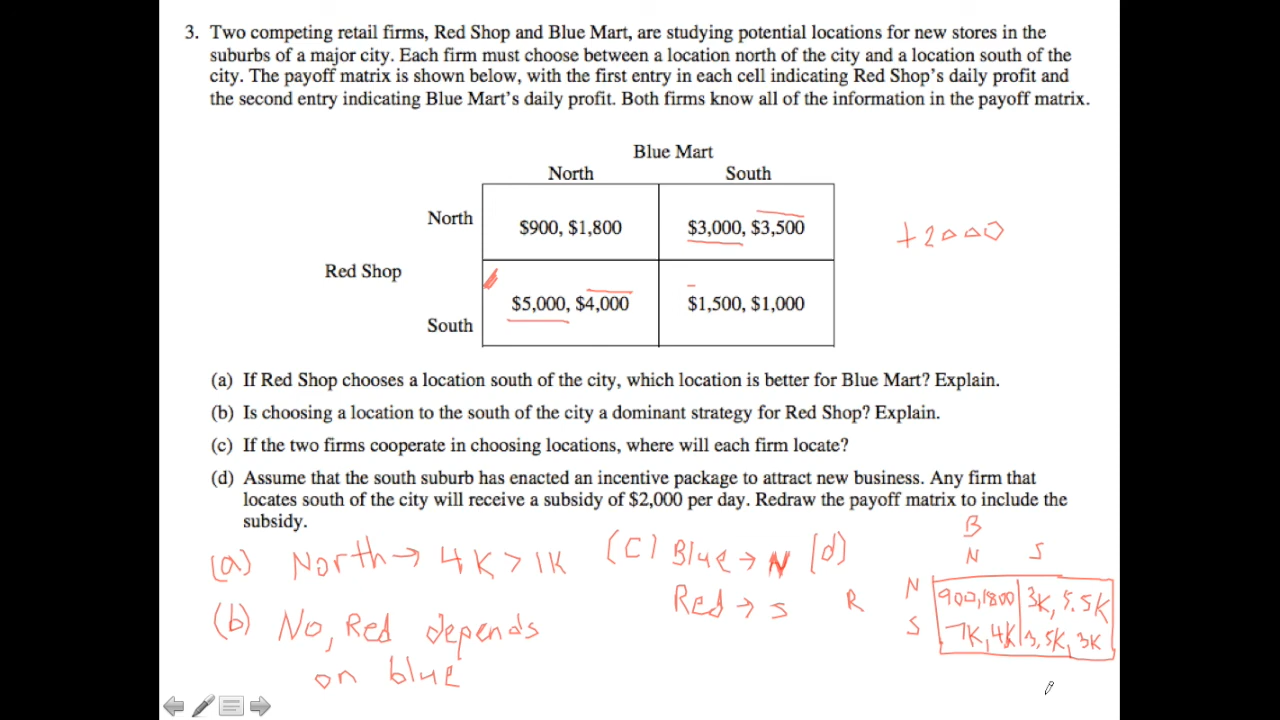 3. Two competing retail firms, Red Shop and Blue Mart, are studying potential locations for new stores in the
suburbs of a major city. Each firm must choose between a location north of the city and a location south of the
city. The payoff matrix is shown below, with the first entry in each cell indicating Red Shop's daily profit and
the second entry indicating Blue Mart's daily profit. Both firms know all of the information in the payoff matrix.
Blue Mart
North South
North $900, $1,800 $3,000, $3,500
+2000
Red Shop
South $5,000, $4,000 $1,500, $1,000
(a) If Red Shop chooses a location south of the city, which location is better for Blue Mart? Explain.
(b) Is choosing a location to the south of the city a dominant strategy for Red Shop? Explain.
(c) If the two firms cooperate in choosing locations, where will each firm locate?
(d) Assume that the south suburb has enacted an incentive package to attract new business. Any firm that
locates south of the city will receive a subsidy of $2,000 per day. Redraw the payoff matrix to include the
subsidy.
(a) North → 4K > 1K
(b) No, Red depends
on blue
(C) Blue → N
Red → S
(d)
B
N S
R
N 900,1800 3K, 5.5K
S 7K, 4K 3,5K, 3K